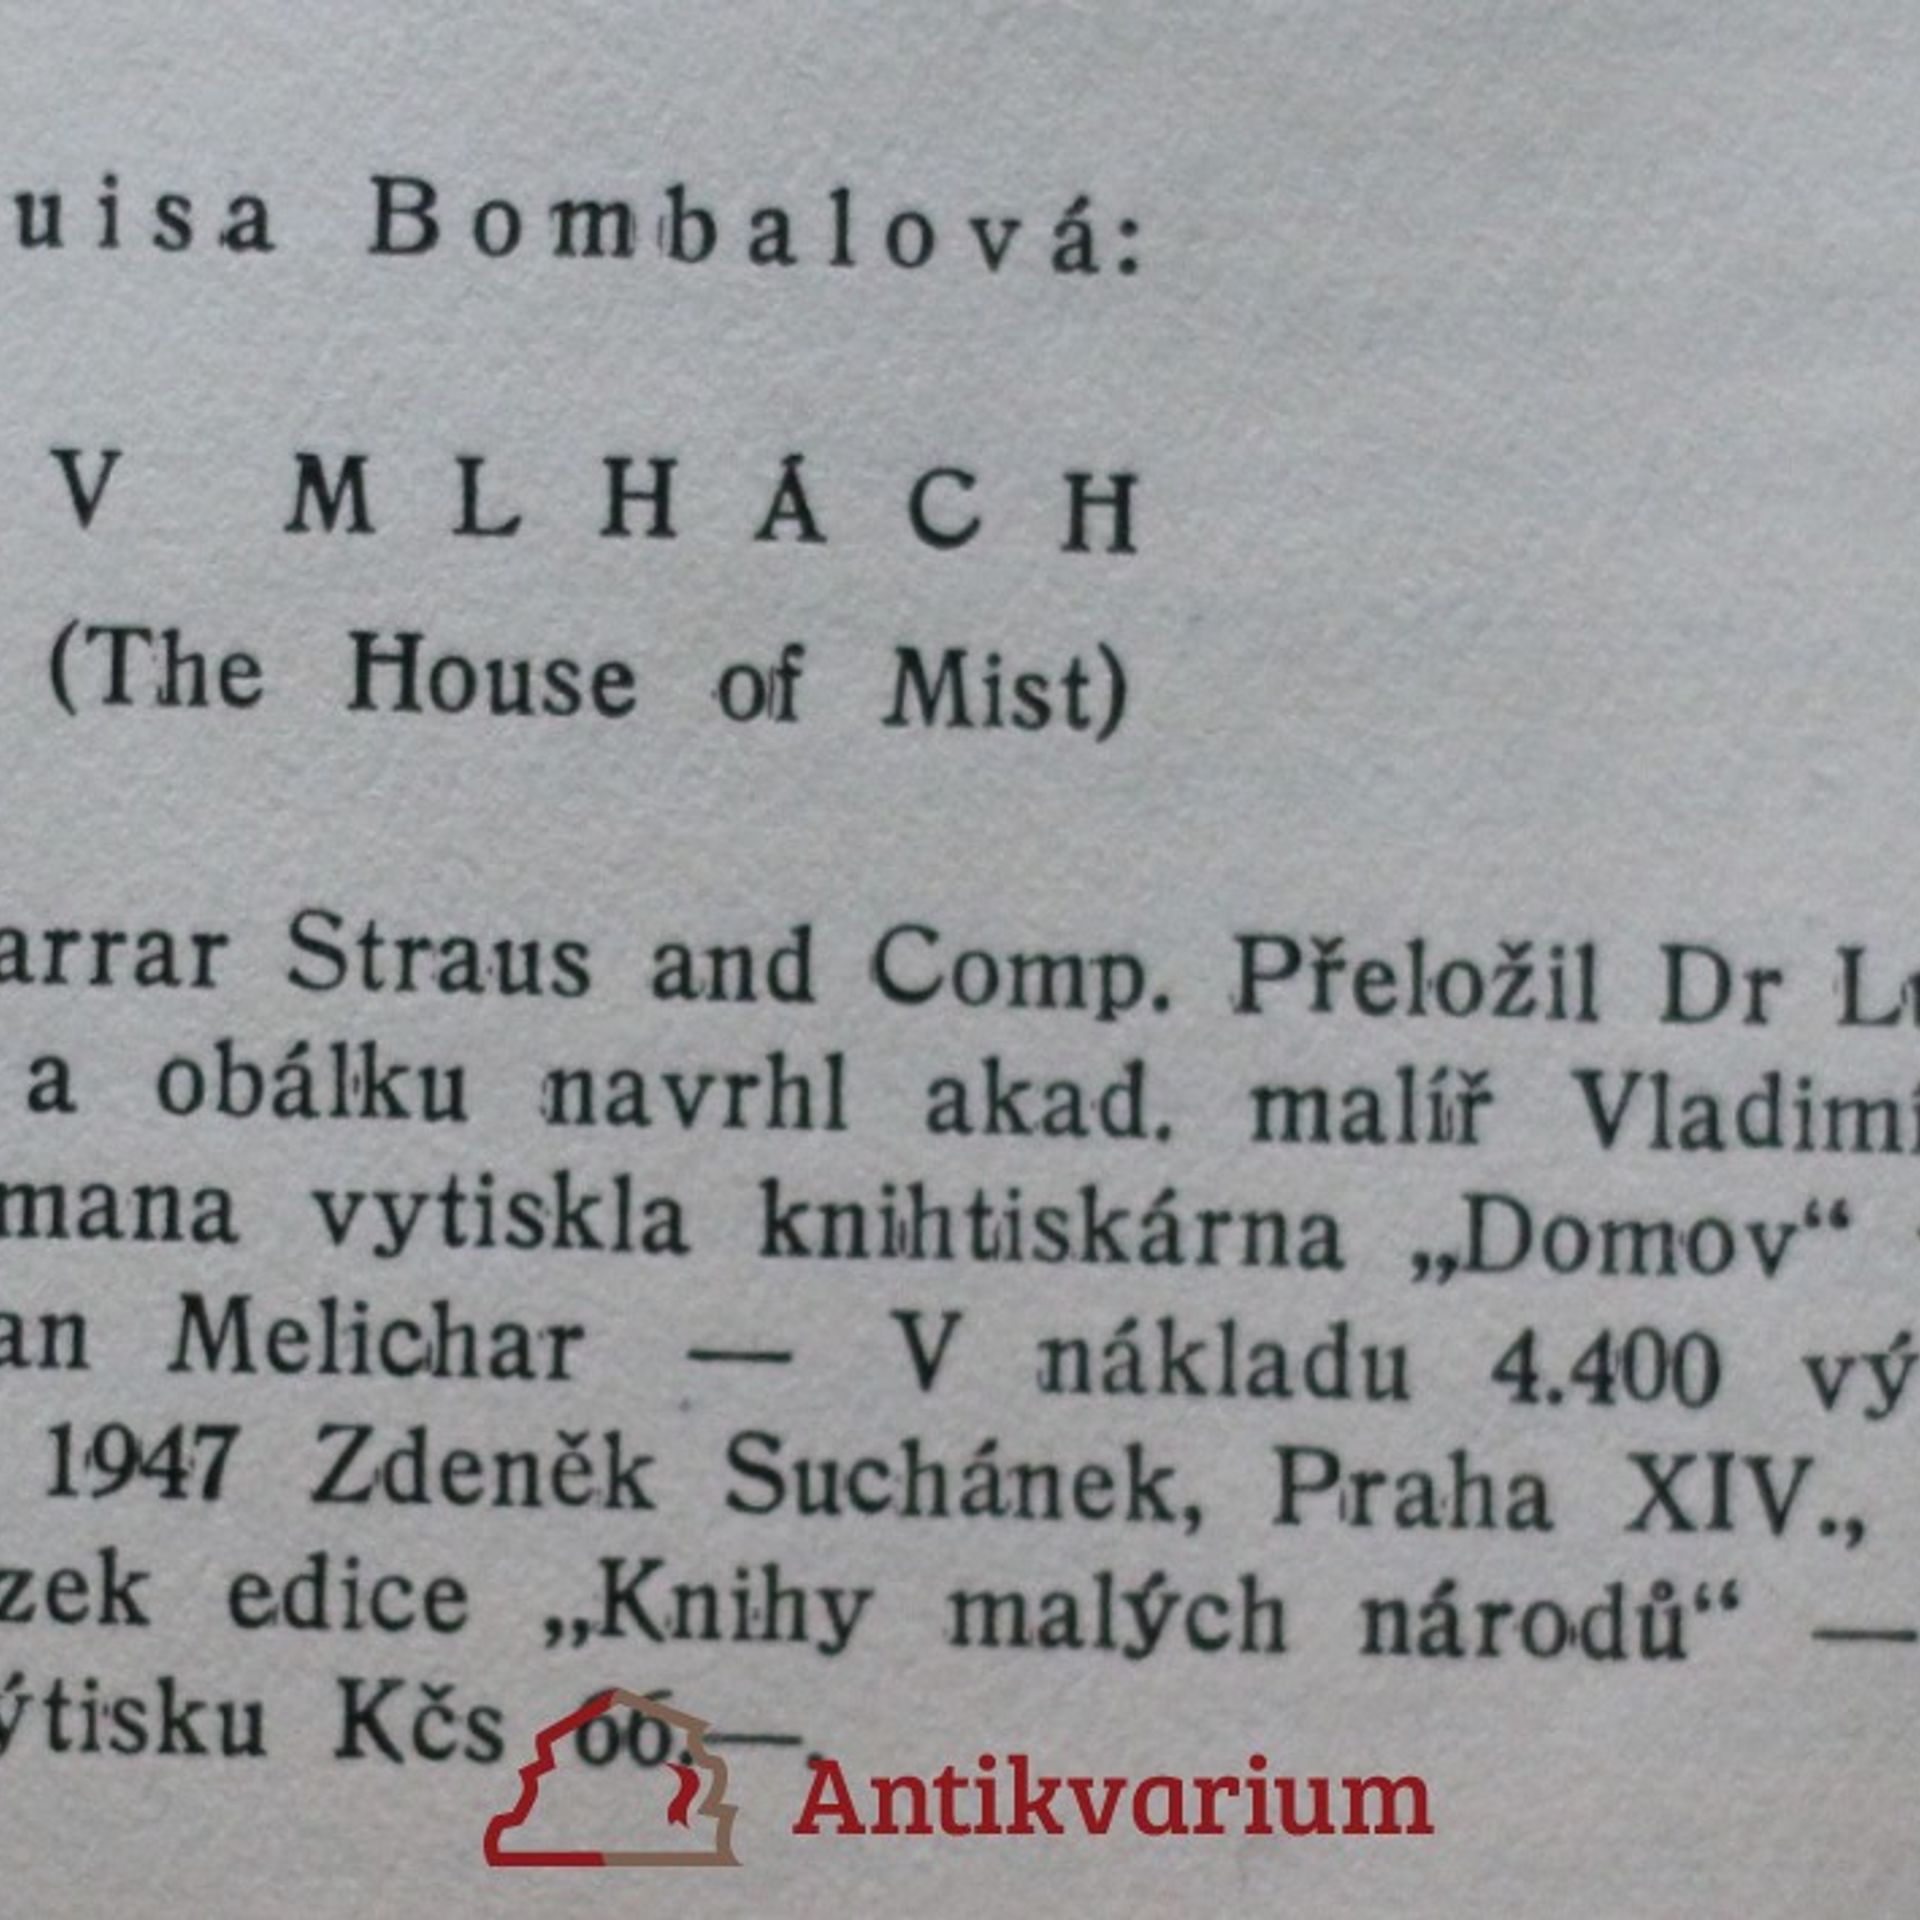 uisa Bombalová:
V MLHÁCH
(The House of Mist)
arrar Straus and Comp. Přeložil Dr
a obálku navrhl akad. malíř Vladimí
mana vytiskla knihtiskárna „Domov“
an Melichar — V nákladu 4.400 vý
1947 Zdeněk Suchánek, Praha XIV.,
zek edice „Knihy malých národů“ —
ýtisku Kčs 66.—.
Antikvarium